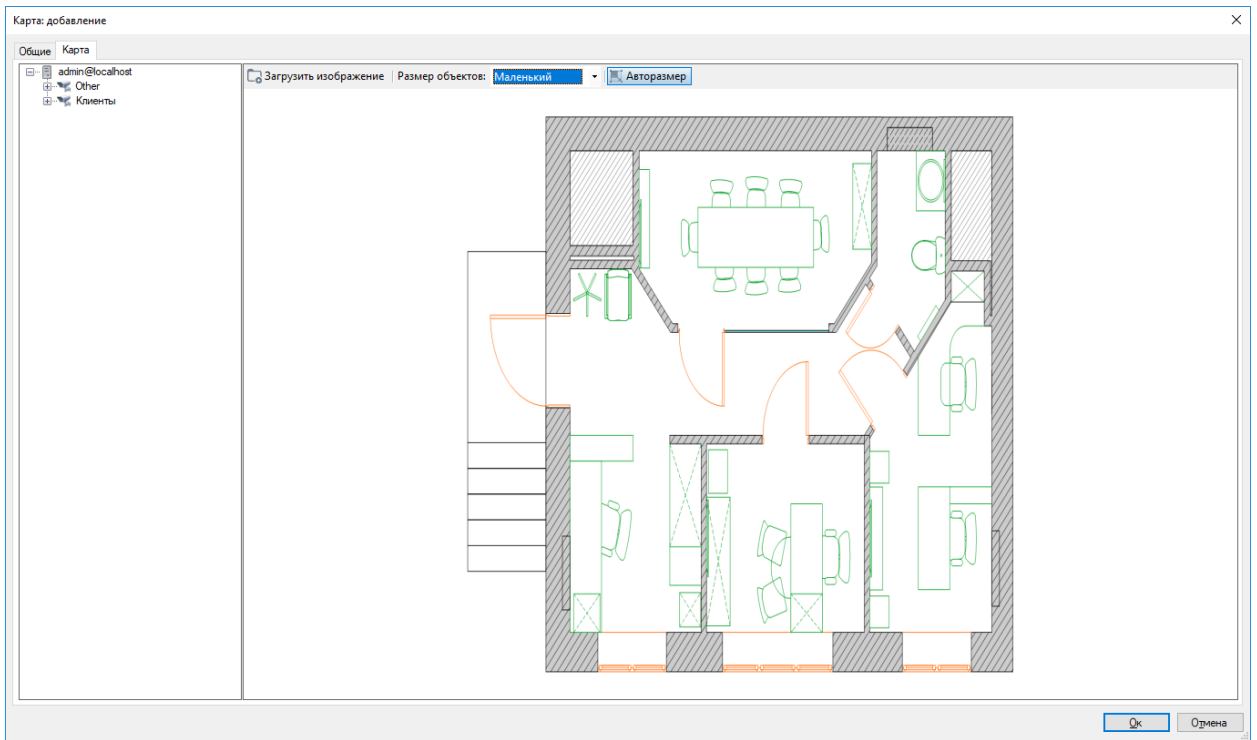 Карта: добавление
Общие Карта
admin@localhost
Other
Клиенты
Загрузить изображение Размер объектов: Маленький Авторазмер
Ок Отмена